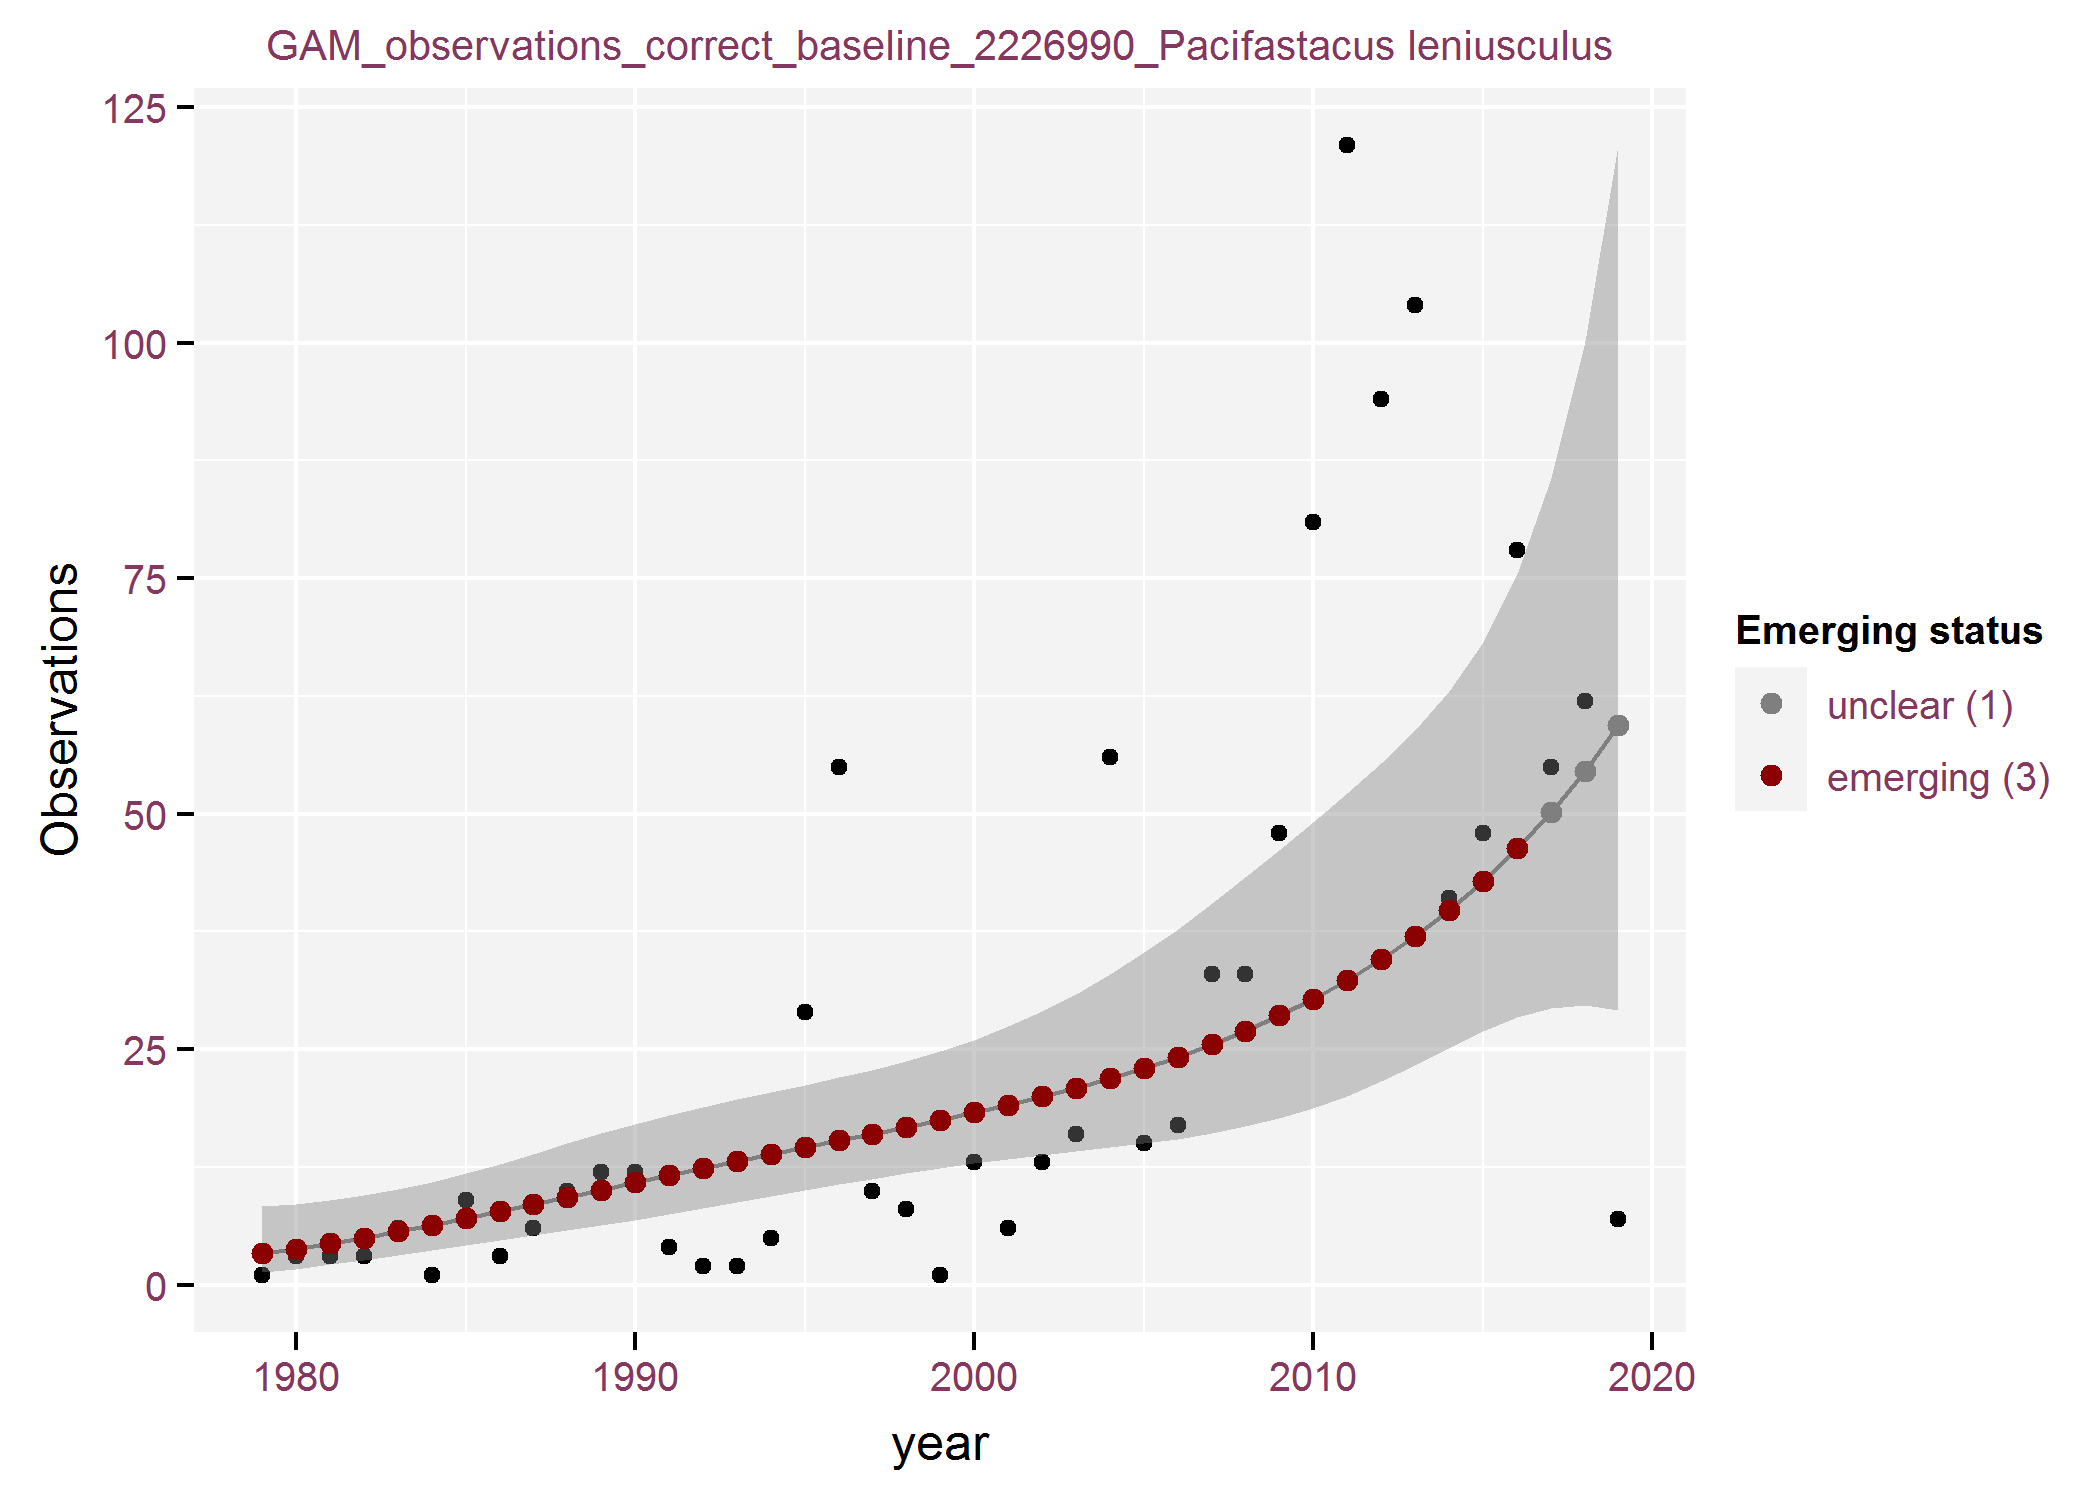 GAM_observations_correct_baseline_2226990_Pacifastacus leniusculus
125
100
75
50
25
0
Observations
1980 1990 2000 2010 2020
year
Emerging status
unclear (1)
emerging (3)